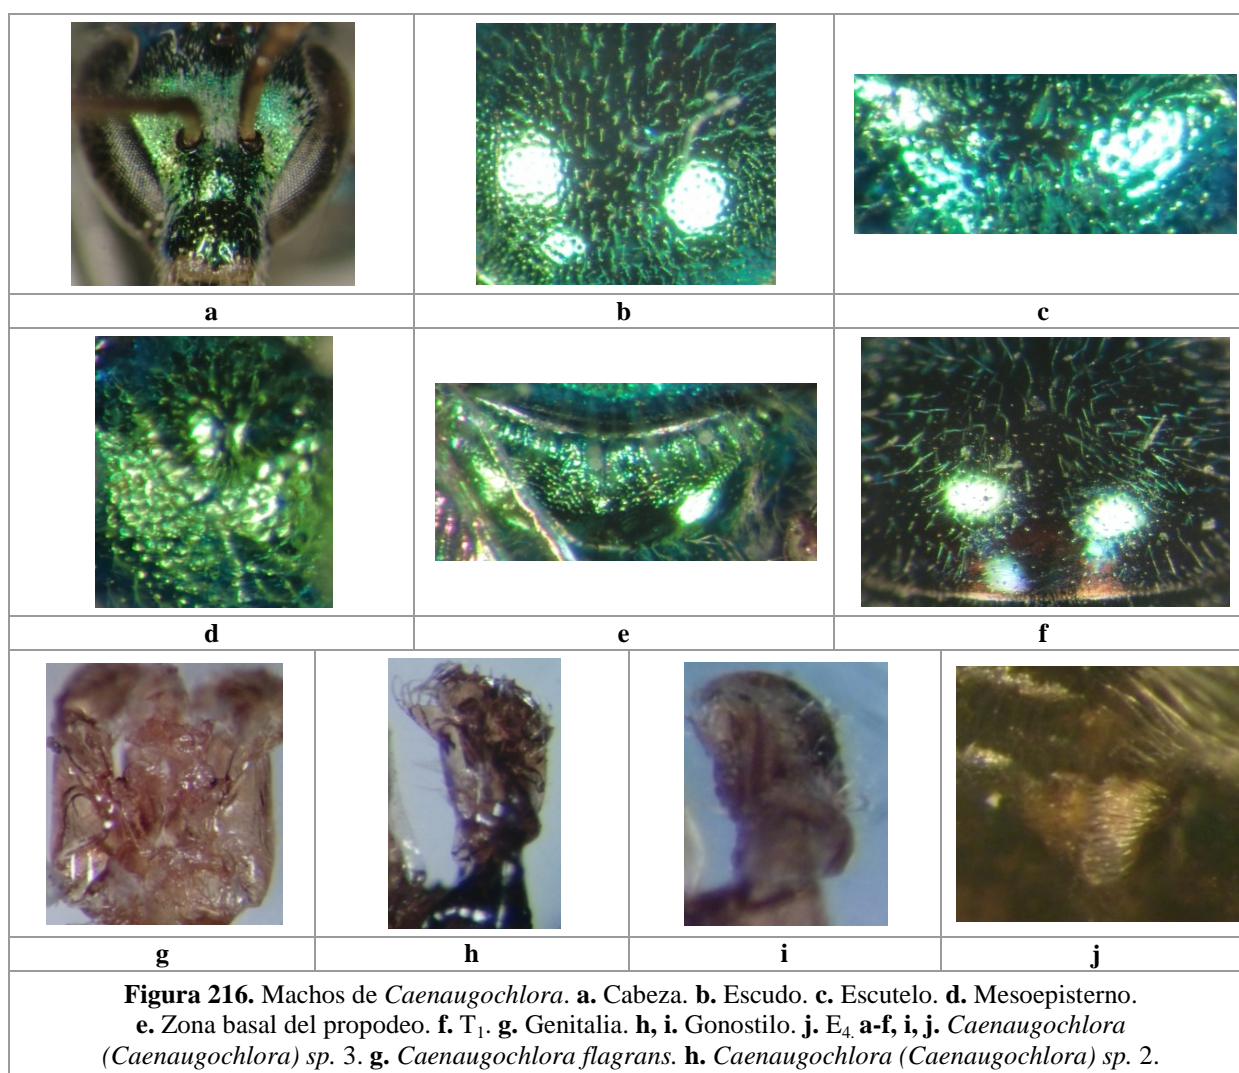 a b c
d e f
g h i j
Figura 216. Machos de Caenaugochlora. a. Cabeza. b. Escudo. c. Escutelo. d. Mesoepisterno.
e. Zona basal del propodeo. f. T1. g. Genitalia. h, i. Gonostilo. j. E4. a-f, i, j. Caenaugochlora
(Caenaugochlora) sp. 3. g. Caenaugochlora flagrans. h. Caenaugochlora (Caenaugochlora) sp. 2.